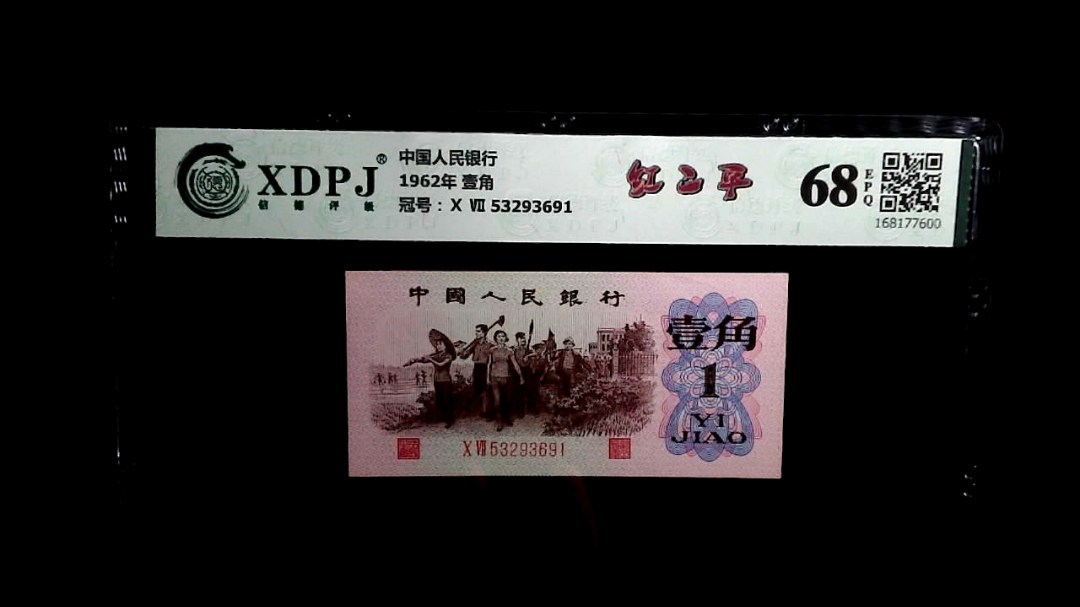 XDPJ®
信德评级
中国人民银行
1962年 壹角
冠号：X Ⅶ 53293691
红二平
68
EPQ
168177600
中國人民銀行
壹角
1
YI
JIAO
X Ⅶ 53293691